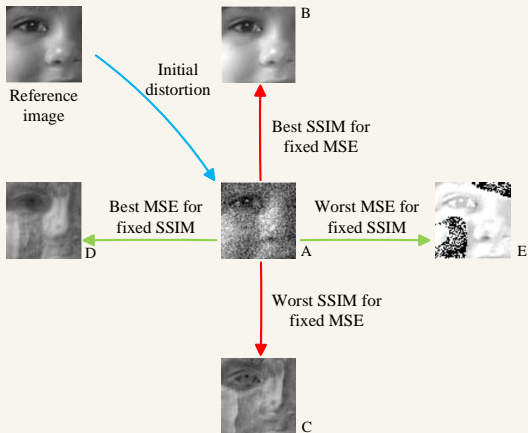 B
Initial
distortion
Reference
image
Best SSIM for
fixed MSE
Best MSE for
fixed SSIM
Worst MSE for
fixed SSIM
D
A
E
Worst SSIM for
fixed MSE
C